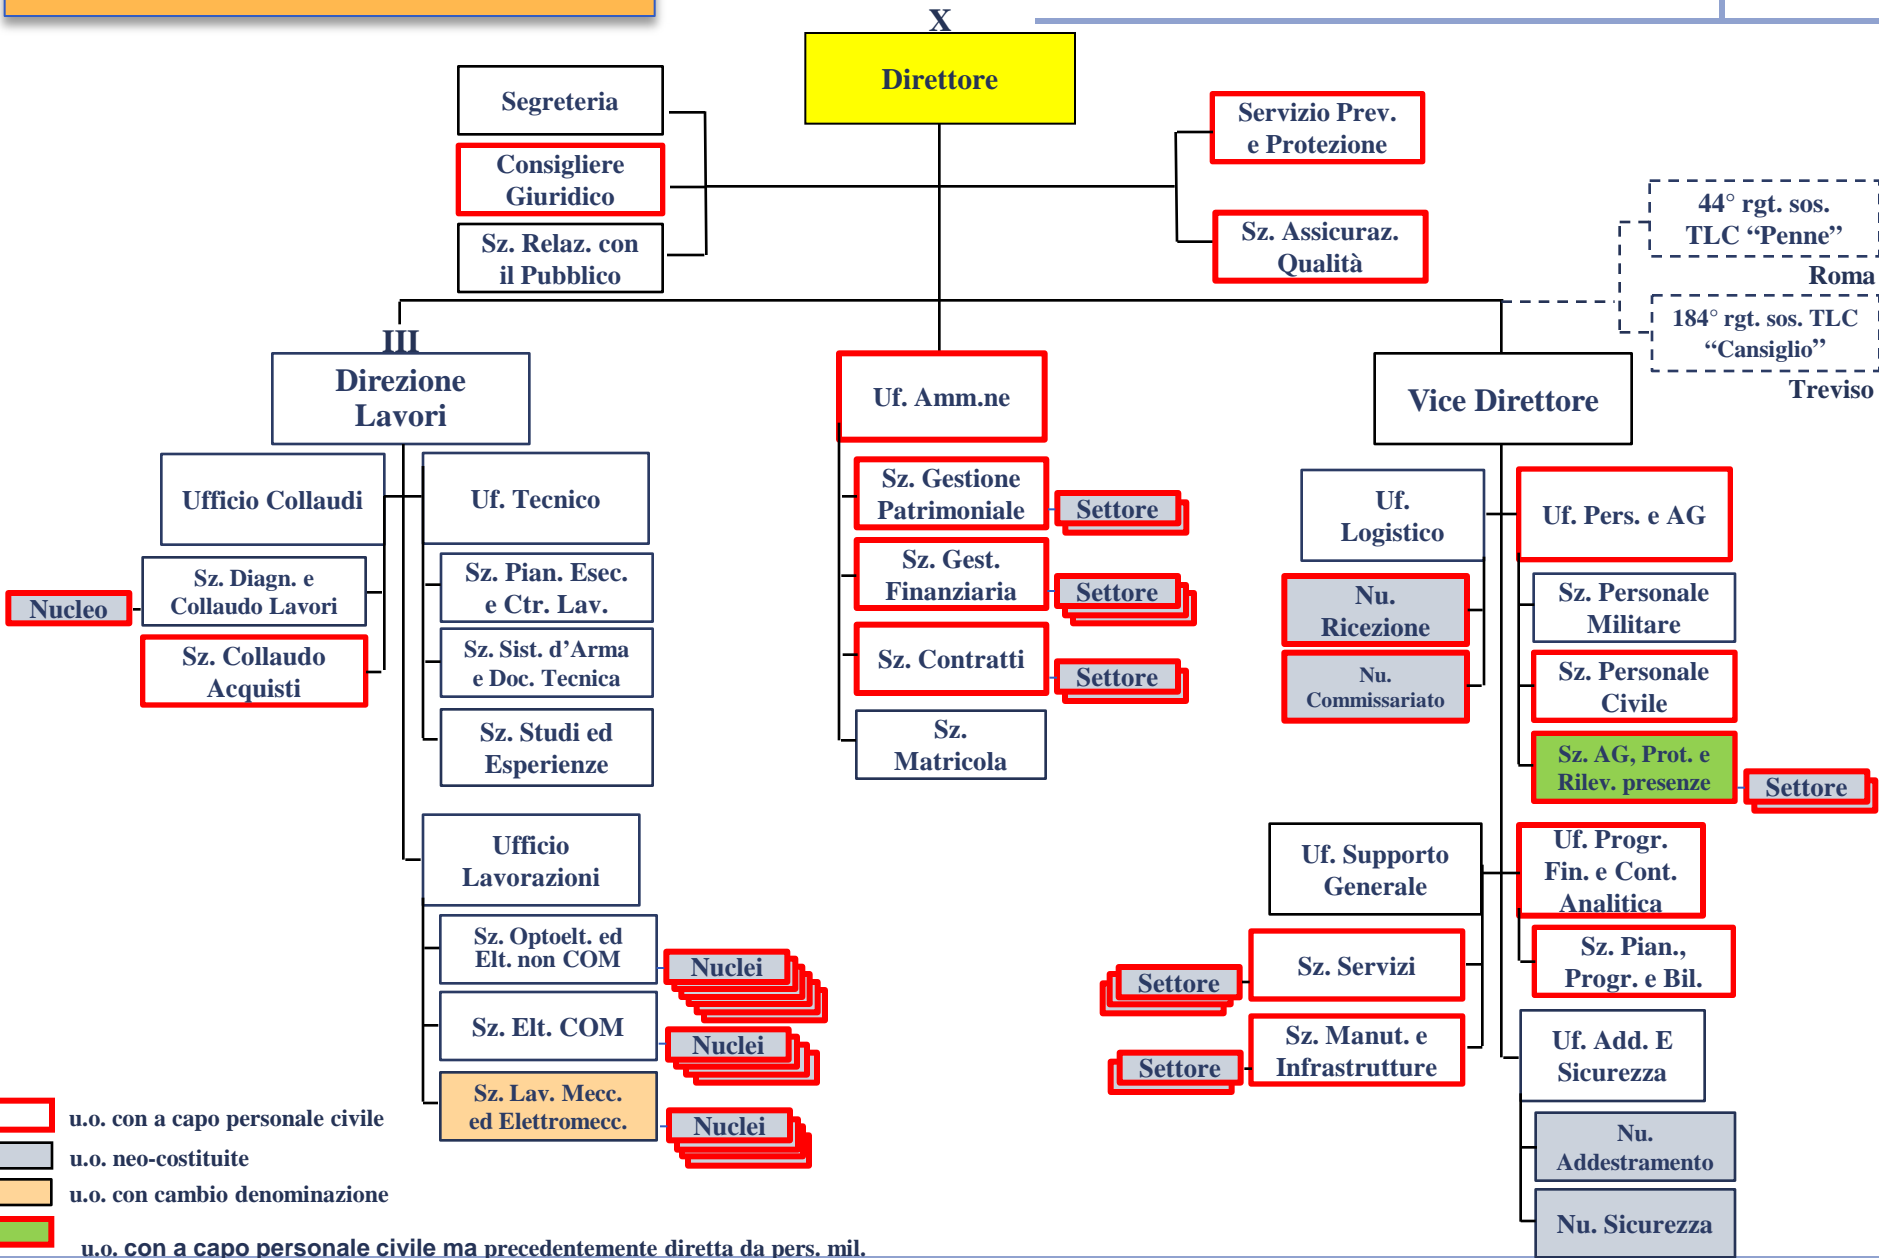 X
Direttore
Segreteria
Consigliere
Giuridico
Sz. Relaz. con
il Pubblico
Servizio Prev.
e Protezione
Sz. Assicuraz.
Qualità
44° rgt. sos.
TLC “Penne”
Roma
184° rgt. sos. TLC
“Cansiglio”
Treviso
III
Direzione
Lavori
Ufficio Collaudi
Sz. Diagn. e
Collaudo Lavori
Nucleo
Sz. Collaudo
Acquisti
Uf. Tecnico
Sz. Pian. Esec.
e Ctr. Lav.
Sz. Sist. d’Arma
e Doc. Tecnica
Sz. Studi ed
Esperienze
Ufficio
Lavorazioni
Sz. Optoelt. ed
Elt. non COM
Nuclei
Sz. Elt. COM
Nuclei
Sz. Lav. Mecc.
ed Elettromecc.
Nuclei
Uf. Amm.ne
Sz. Gestione
Patrimoniale
Settore
Sz. Gest.
Finanziaria
Settore
Sz. Contratti
Settore
Sz.
Matricola
Vice Direttore
Uf.
Logistico
Nu.
Ricezione
Nu.
Commissariato
Uf. Pers. e AG
Sz. Personale
Militare
Sz. Personale
Civile
Sz. AG, Prot. e
Rilev. presenze
Settore
Uf. Supporto
Generale
Sz. Servizi
Settore
Sz. Manut. e
Infrastrutture
Settore
Uf. Progr.
Fin. e Cont.
Analitica
Sz. Pian.,
Progr. e Bil.
Uf. Add. E
Sicurezza
Nu.
Addestramento
Nu. Sicurezza
u.o. con a capo personale civile
u.o. neo-costituite
u.o. con cambio denominazione
u.o. con a capo personale civile ma precedentemente diretta da pers. mil.